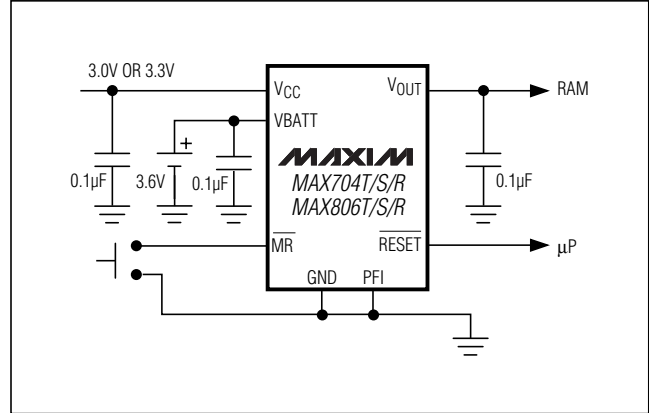 3.0V OR 3.3V
VCC
VOUT
RAM
VBATT
+
MAXIM
0.1µF
3.6V
0.1µF
MAX704T/S/R
0.1µF
MAX806T/S/R
MR
RESET
µP
GND
PFI